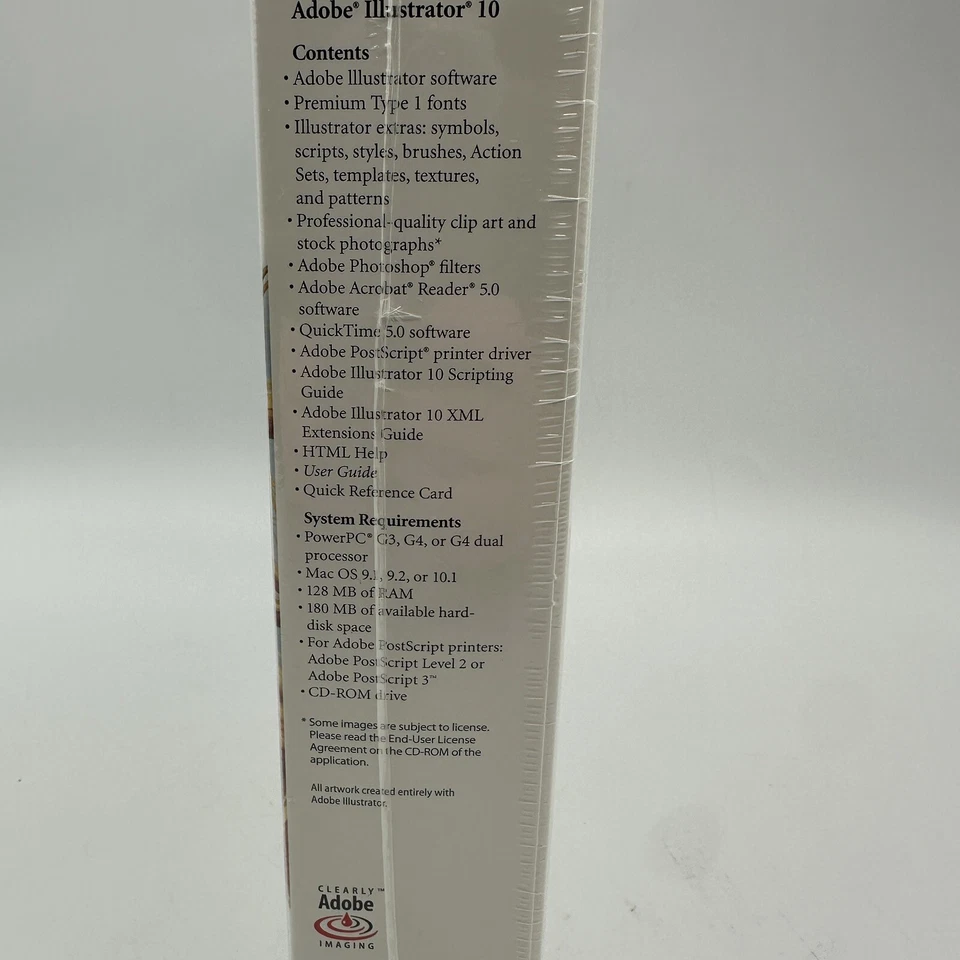 Adobe® Illustrator® 10
Contents
• Adobe Illustrator software
• Premium Type 1 fonts
• Illustrator extras: symbols,
scripts, styles, brushes, Action
Sets, templates, textures,
and patterns
• Professional-quality clip art and
stock photographs*
• Adobe Photoshop® filters
• Adobe Acrobat® Reader® 5.0
software
• QuickTime 5.0 software
• Adobe PostScript® printer driver
• Adobe Illustrator 10 Scripting
Guide
• Adobe Illustrator 10 XML
Extensions Guide
• HTML Help
• User Guide
• Quick Reference Card
System Requirements
• PowerPC® G3, G4, or G4 dual
processor
• Mac OS 9.1, 9.2, or 10.1
• 128 MB of RAM
• 180 MB of available hard-
disk space
• For Adobe PostScript printers:
Adobe PostScript Level 2 or
Adobe PostScript 3™
• CD-ROM drive
* Some images are subject to license.
Please read the End-User License
Agreement on the CD-ROM of the
application.
All artwork created entirely with
Adobe Illustrator.
CLEARLY™
Adobe
IMAGING